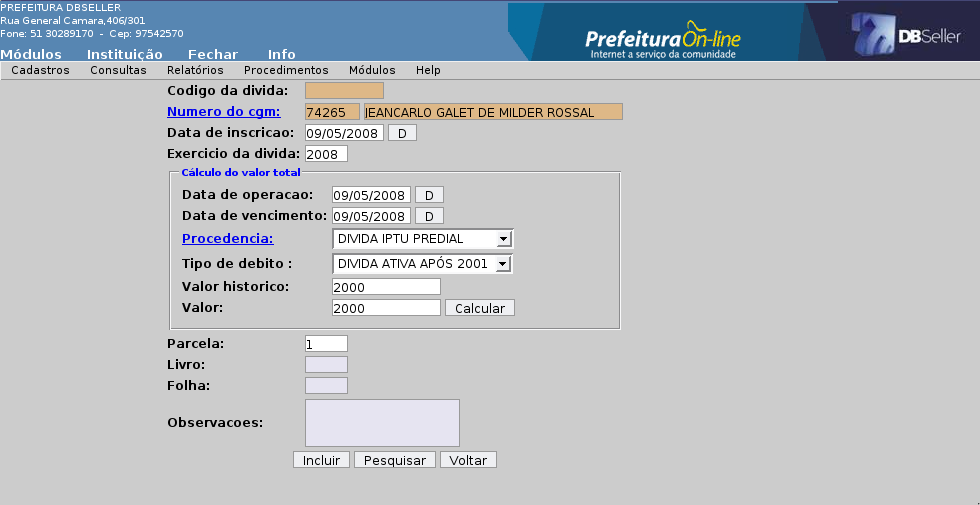 PREFEITURA DBSELLER
Rua General Camara,406/301
Fone: 51 30289170 - Cep: 97542570
Módulos Instituição Fechar Info
PrefeituraOn-line
Internet a serviço da comunidade
DBSeller
Cadastros Consultas Relatórios Procedimentos Módulos Help
Codigo da divida:
Numero do cgm: 74265 JEANCARLO GALET DE MILDER ROSSAL
Data de inscricao: 09/05/2008 D
Exercicio da divida: 2008
Cálculo do valor total
Data de operacao: 09/05/2008 D
Data de vencimento: 09/05/2008 D
Procedencia: DIVIDA IPTU PREDIAL
Tipo de debito : DIVIDA ATIVA APÓS 2001
Valor historico: 2000
Valor: 2000 Calcular
Parcela: 1
Livro:
Folha:
Observacoes:
Incluir Pesquisar Voltar